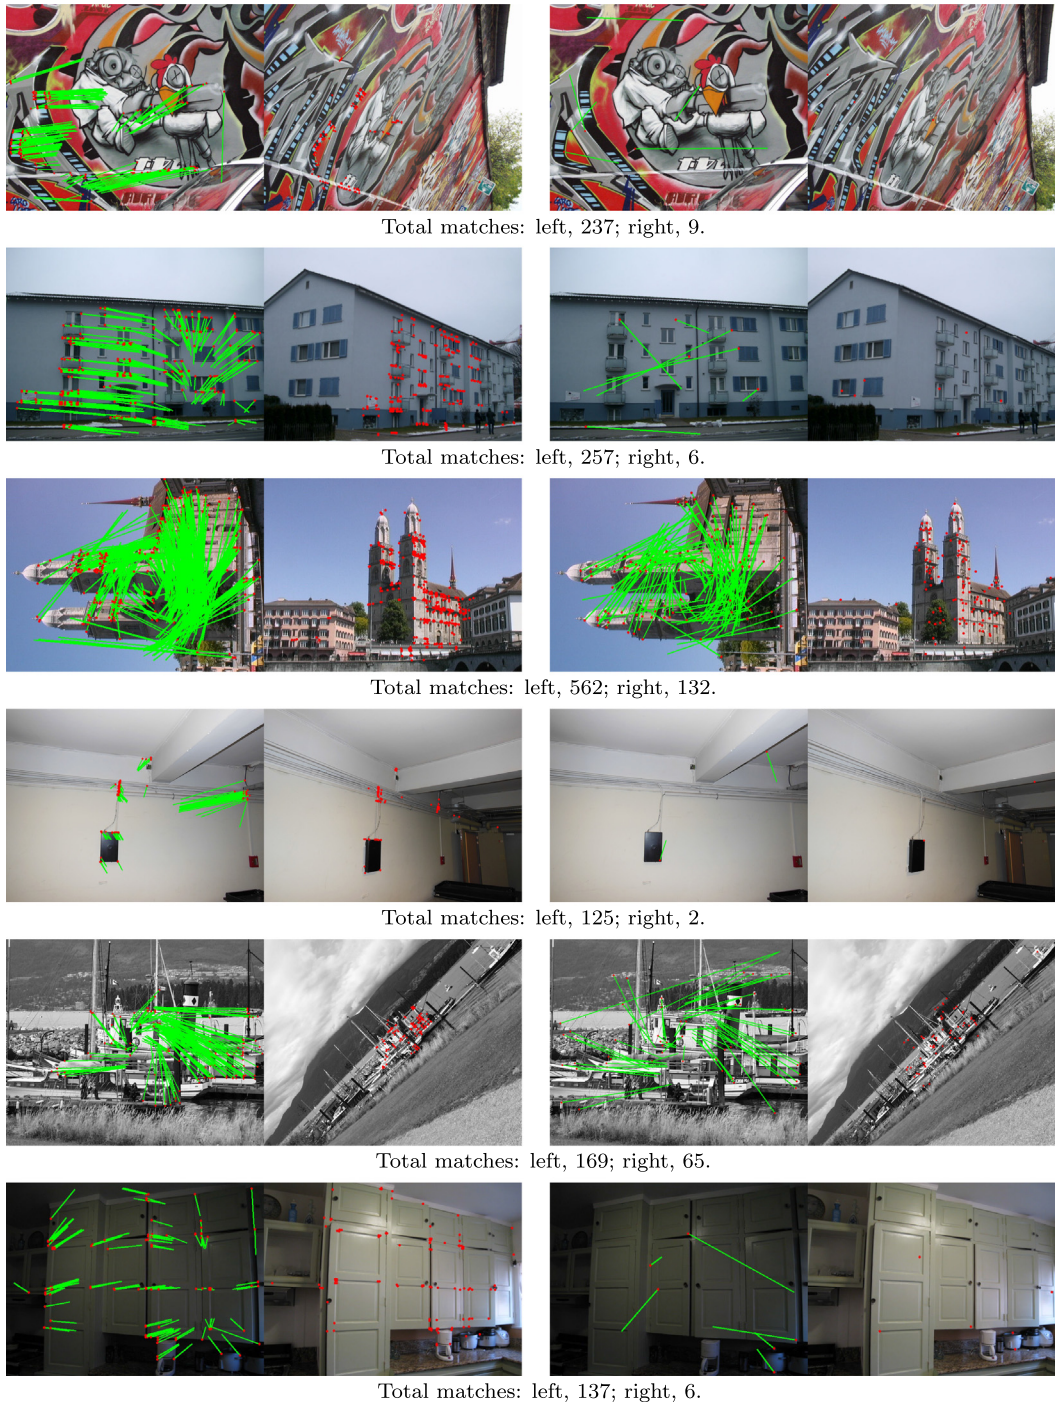 Total matches: left, 237; right, 9.
Total matches: left, 257; right, 6.
Total matches: left, 562; right, 132.
Total matches: left, 125; right, 2.
Total matches: left, 169; right, 65.
Total matches: left, 137; right, 6.